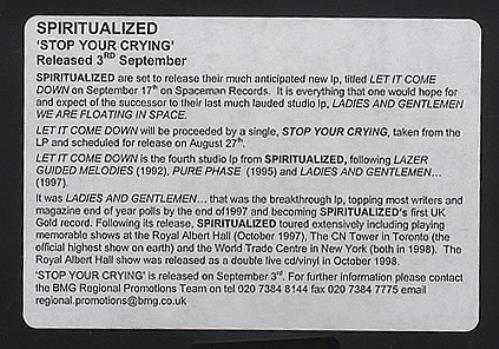 SPIRITUALIZED
'STOP YOUR CRYING'
Released 3RD September
SPIRITUALIZED are set to release their much anticipated new lp, titled LET IT COME
DOWN on September 17th on Spaceman Records. It is everything that one would hope for
and expect of the successor to their last much lauded studio lp, LADIES AND GENTLEMEN
WE ARE FLOATING IN SPACE.
LET IT COME DOWN will be proceeded by a single, STOP YOUR CRYING, taken from the
LP and scheduled for release on August 27th.
LET IT COME DOWN is the fourth studio lp from SPIRITUALIZED, following LAZER
GUIDED MELODIES (1992), PURE PHASE (1995) and LADIES AND GENTLEMEN...
(1997).
It was LADIES AND GENTLEMEN... that was the breakthrough lp, topping most writers and
magazine end of year polls by the end of1997 and becoming SPIRITUALIZED's first UK
Gold record. Following its release, SPIRITUALIZED toured extensively including playing
memorable shows at the Royal Albert Hall (October 1997), The CN Tower in Toronto (the
official highest show on earth) and the World Trade Centre in New York (both in 1998). The
Royal Albert Hall show was released as a double live cd/vinyl in October 1998.
'STOP YOUR CRYING' is released on September 3rd. For further information please contact
the BMG Regional Promotions Team on tel 020 7384 8144 fax 020 7384 7775 email
regional.promotions@bmg.co.uk